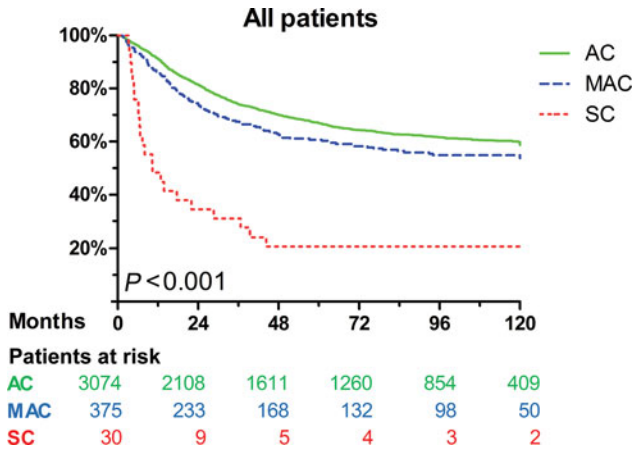 All patients
100%
80%
60%
40%
20%
P<0.001
AC
MAC
SC
Months 0 24 48 72 96 120
Patients at risk
AC 3074 2108 1611 1260 854 409
MAC 375 233 168 132 98 50
SC 30 9 5 4 3 2